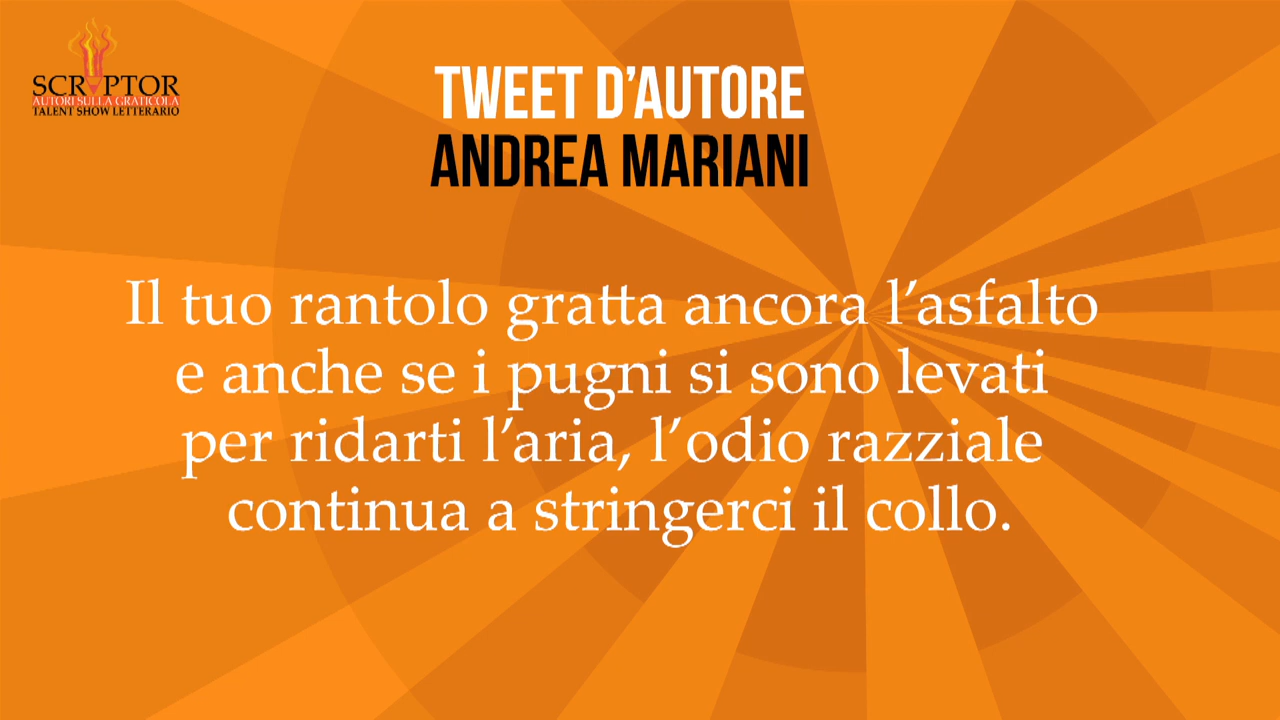 SCRIPTOR
AUTORI SULLA GRATICOLA
TALENT SHOW LETTERARIO
TWEET D'AUTORE
ANDREA MARIANI
Il tuo rantolo gratta ancora l'asfalto
e anche se i pugni si sono levati
per ridarti l'aria, l'odio razziale
continua a stringerci il collo.